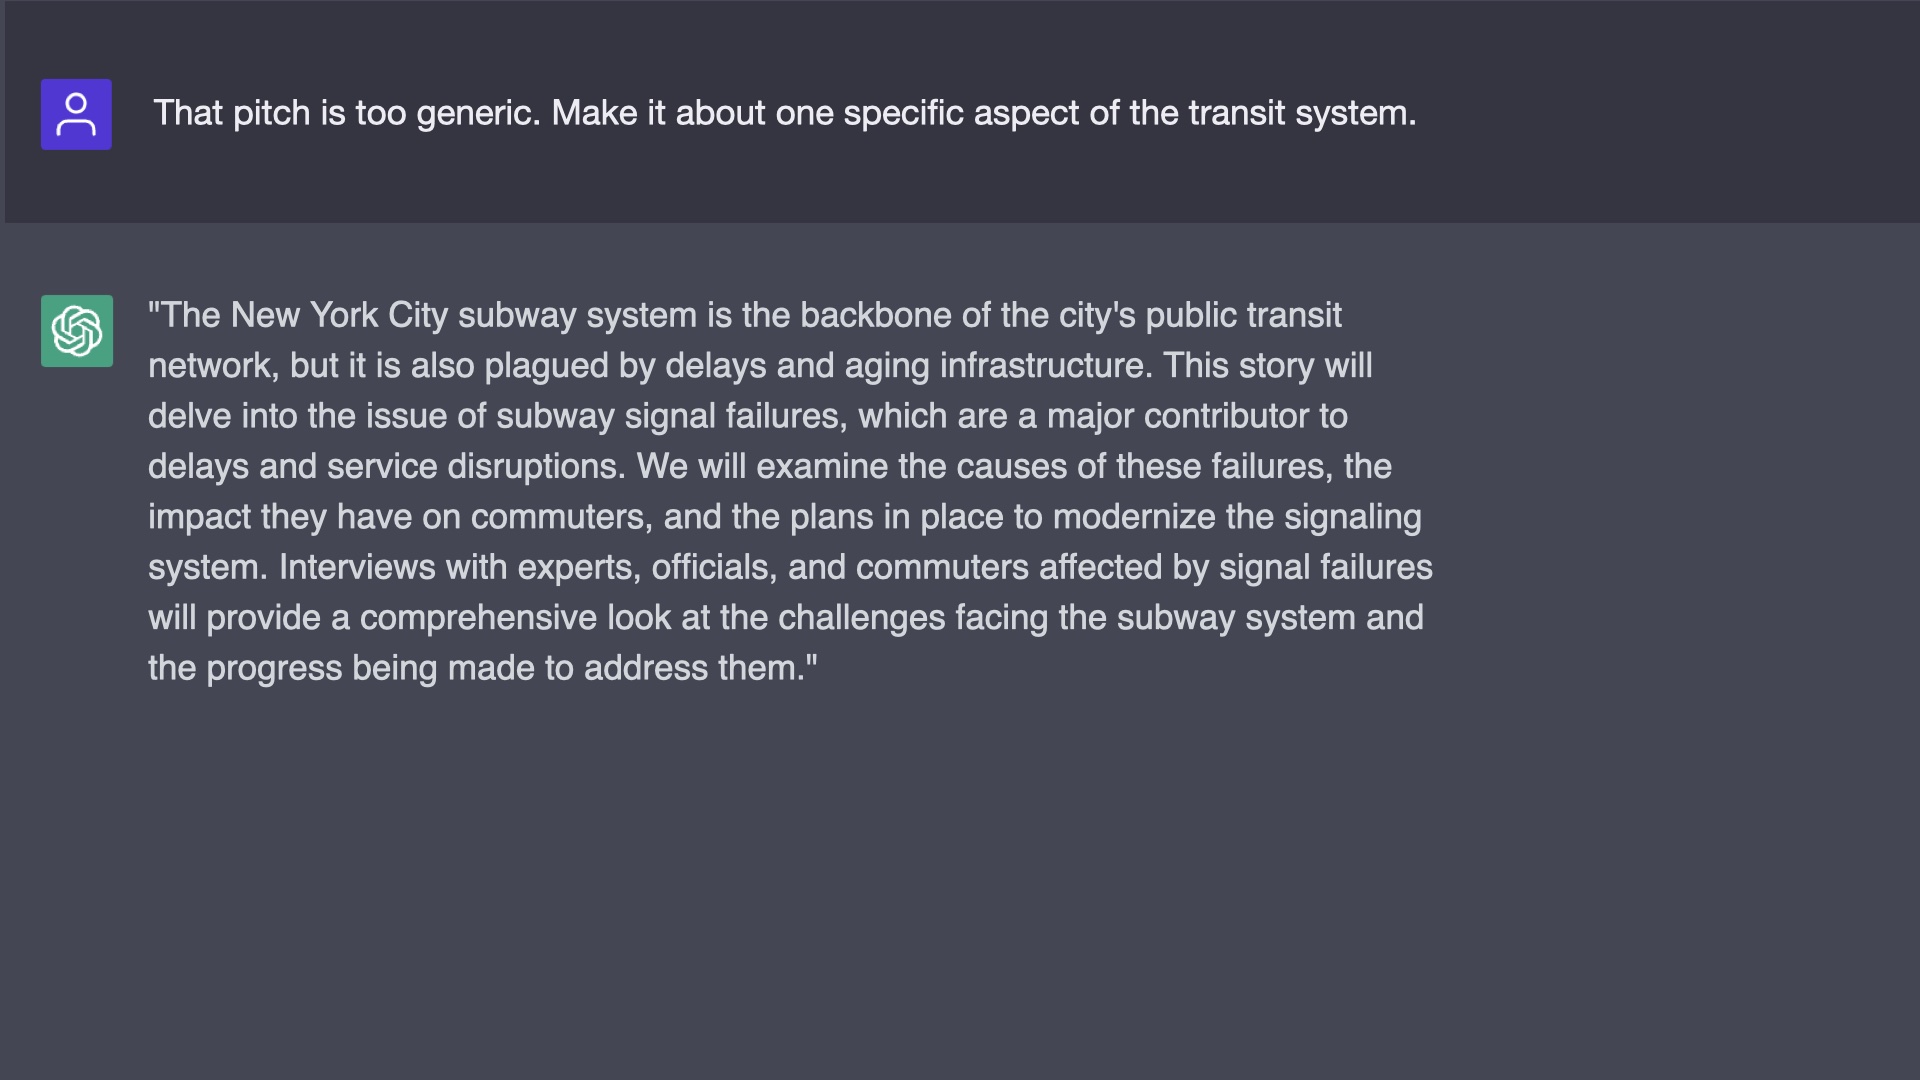 That pitch is too generic. Make it about one specific aspect of the transit system.
"The New York City subway system is the backbone of the city's public transit
network, but it is also plagued by delays and aging infrastructure. This story will
delve into the issue of subway signal failures, which are a major contributor to
delays and service disruptions. We will examine the causes of these failures, the
impact they have on commuters, and the plans in place to modernize the signaling
system. Interviews with experts, officials, and commuters affected by signal failures
will provide a comprehensive look at the challenges facing the subway system and
the progress being made to address them."